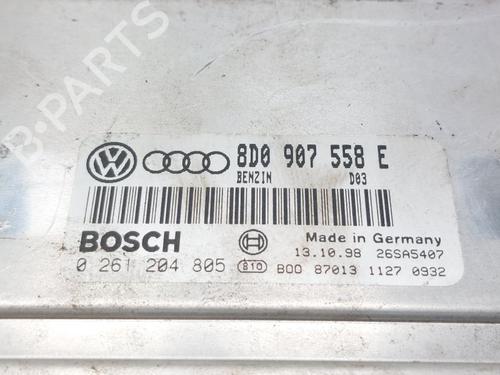 B-PARTS
8D0 907 558 E
BENZIN D03
BOSCH
Made in Germany
13.10.98 26SA5407
0 261 204 805 B10 B00 87013 1127 0932